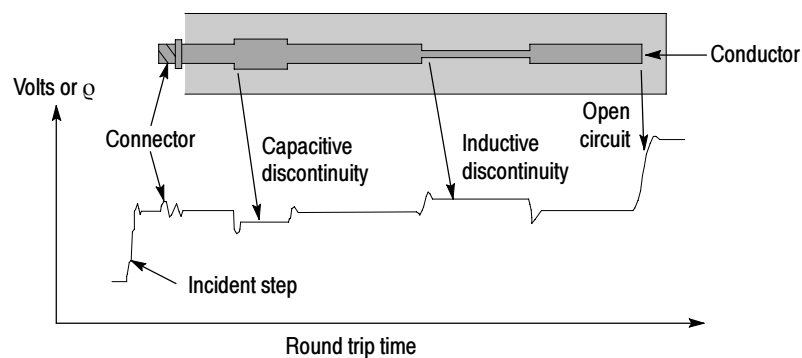 Conductor
Volts or ϱ
Connector
Capacitive
discontinuity
Inductive
discontinuity
Open
circuit
Incident step
Round trip time